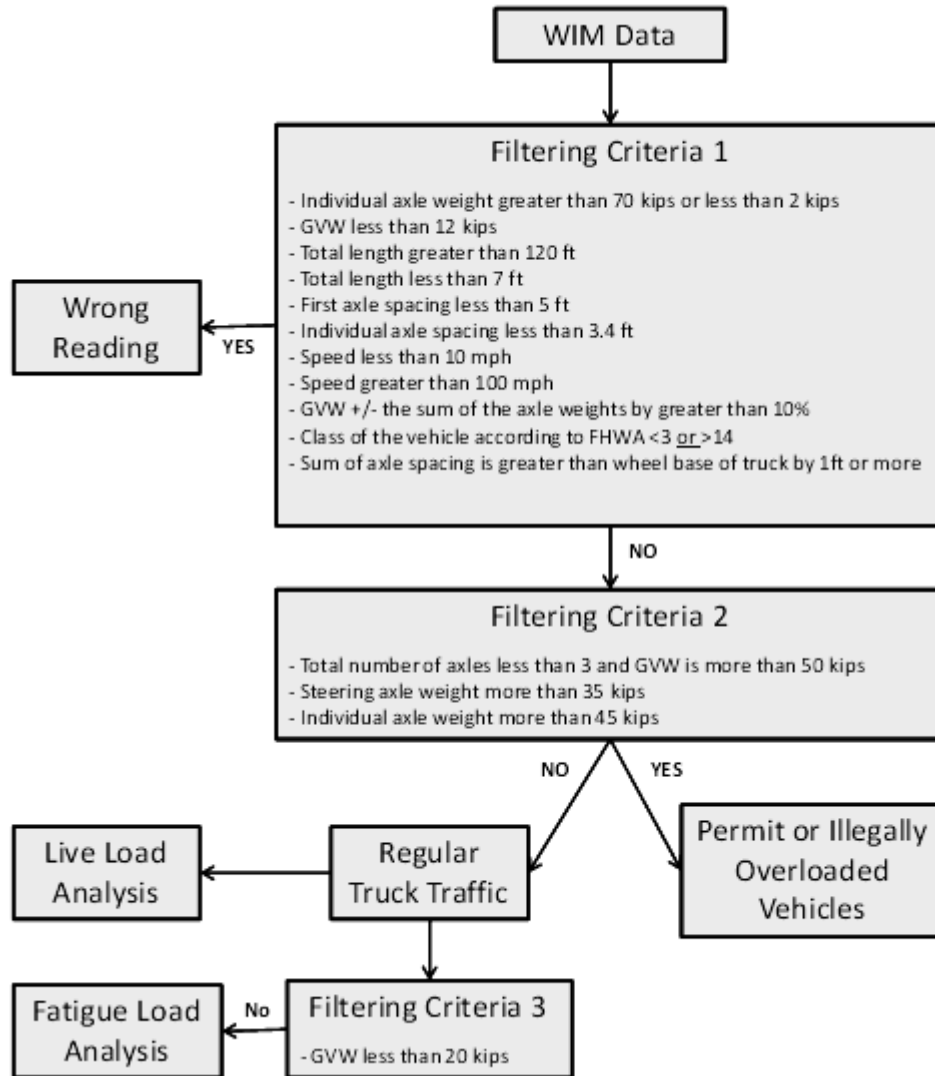 WIM Data
Filtering Criteria 1
- Individual axle weight greater than 70 kips or less than 2 kips
- GVW less than 12 kips
- Total length greater than 120 ft
- Total length less than 7 ft
- First axle spacing less than 5 ft
- Individual axle spacing less than 3.4 ft
- Speed less than 10 mph
- Speed greater than 100 mph
- GVW +/- the sum of the axle weights by greater than 10%
- Class of the vehicle according to FHWA <3 or >14
- Sum of axle spacing is greater than wheel base of truck by 1ft or more
YES
Wrong
Reading
NO
Filtering Criteria 2
- Total number of axles less than 3 and GVW is more than 50 kips
- Steering axle weight more than 35 kips
- Individual axle weight more than 45 kips
NO
YES
Live Load
Analysis
Regular
Truck Traffic
Permit or Illegally
Overloaded
Vehicles
Filtering Criteria 3
- GVW less than 20 kips
No
Fatigue Load
Analysis